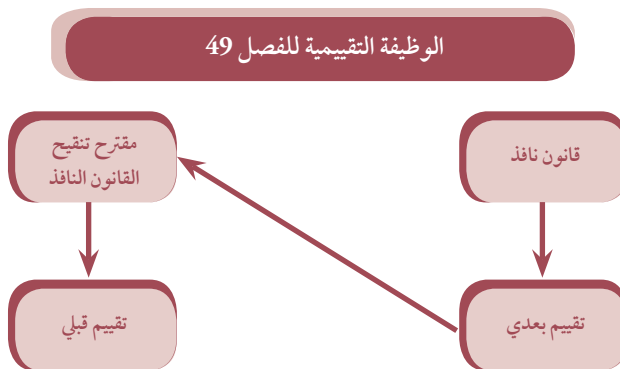 الوظيفة التقييمية للفصل 49
قانون نافذ
مقترح تنقيح
القانون النافذ
تقييم بعدي
تقييم قبلي